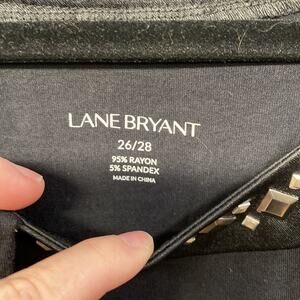 LANE BRYANT
26/28
95% RAYON
5% SPANDEX
MADE IN CHINA